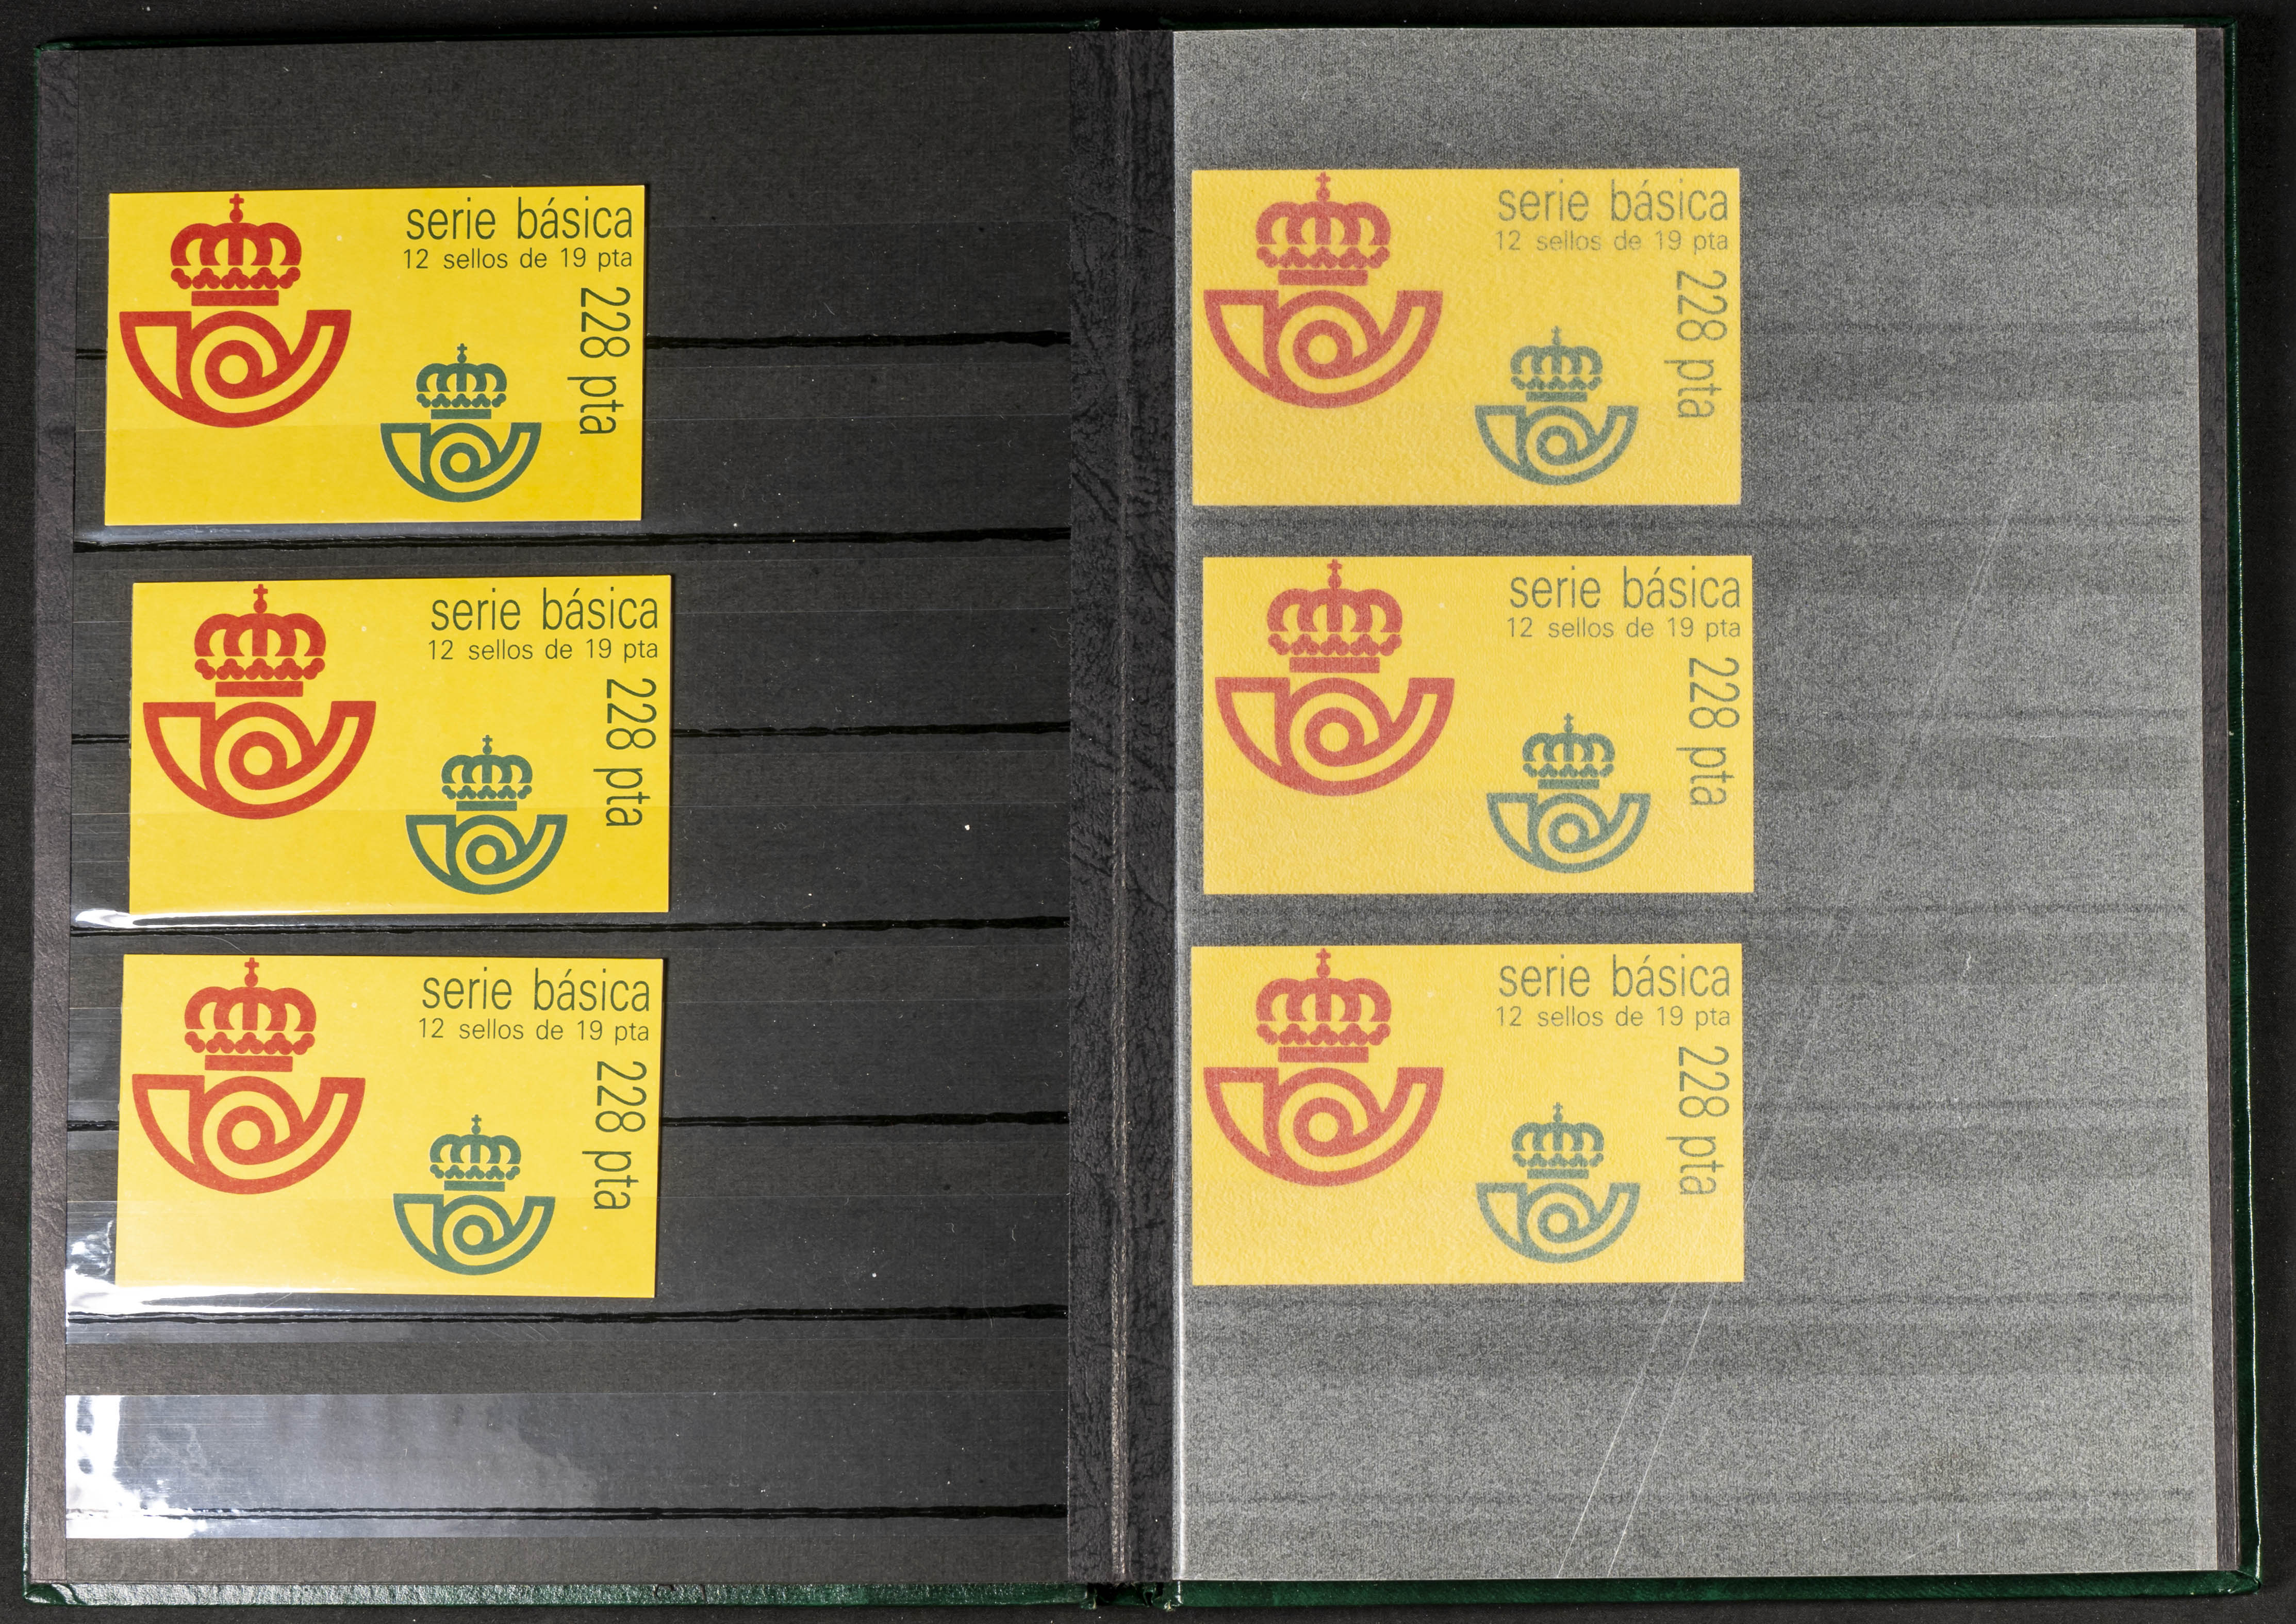 serie básica
12 sellos de 19 pta
228 pta
serie básica
12 sellos de 19 pta
228 pta
serie básica
12 sellos de 19 pta
228 pta
serie básica
12 sellos de 19 pta
228 pta
serie básica
12 sellos de 19 pta
228 pta
serie básica
12 sellos de 19 pta
228 pta